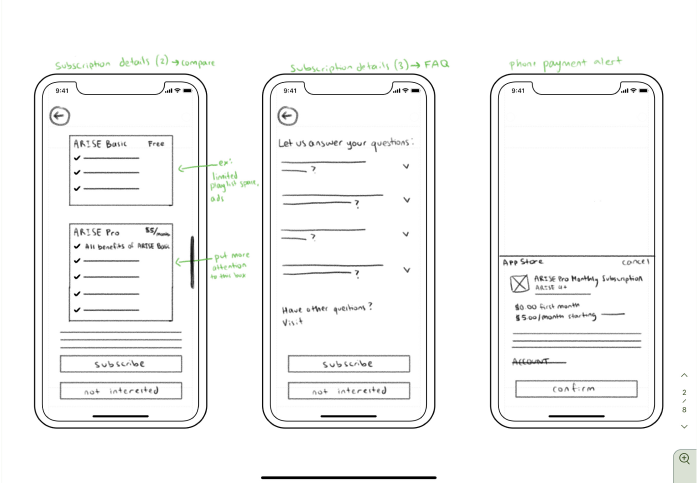 Subscription details (2) → compare
9:41
←
ARISE Basic Free
ex:
limited
playlist space,
ads
ARISE Pro $5/month
All benefits of ARISE Basic
put more
attention
to this box
subscribe
not interested
Subscription details (3) → FAQ
9:41
←
Let us answer your questions:
?
?
?
?
Have other questions?
Visit
subscribe
not interested
phone payment alert
9:41
App Store cancel
ARISE Pro Monthly Subscription
$0.00 first month
$5.00/month starting
ACCOUNT
confirm
2
/
8